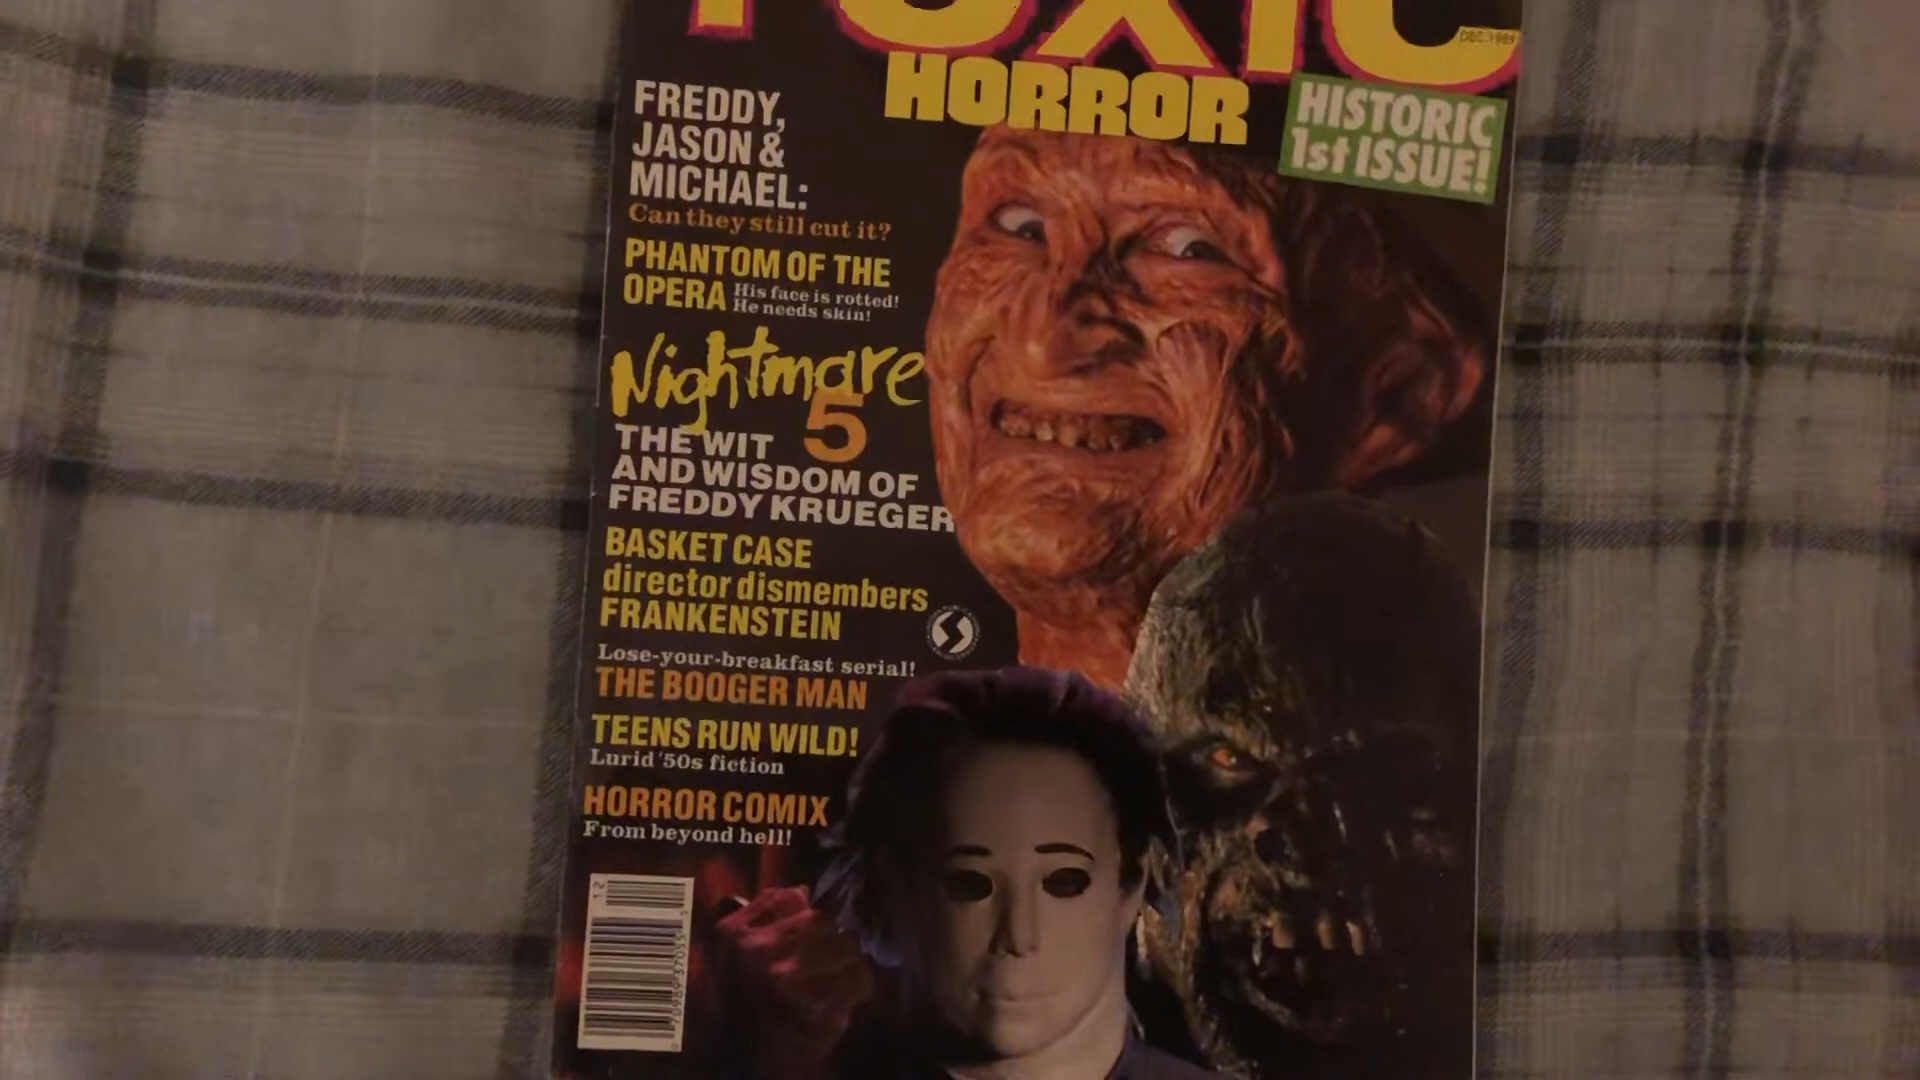 TOXIC
DEC. 1989
HORROR
HISTORIC
1st ISSUE!
FREDDY,
JASON &
MICHAEL:
Can they still cut it?
PHANTOM OF THE
OPERA His face is rotted!
He needs skin!
Nightmare
5
THE WIT
AND WISDOM OF
FREDDY KRUEGER
BASKET CASE
director dismembers
FRANKENSTEIN
Lose-your-breakfast serial!
THE BOOGER MAN
TEENS RUN WILD!
Lurid '50s fiction
HORROR COMIX
From beyond hell!
12